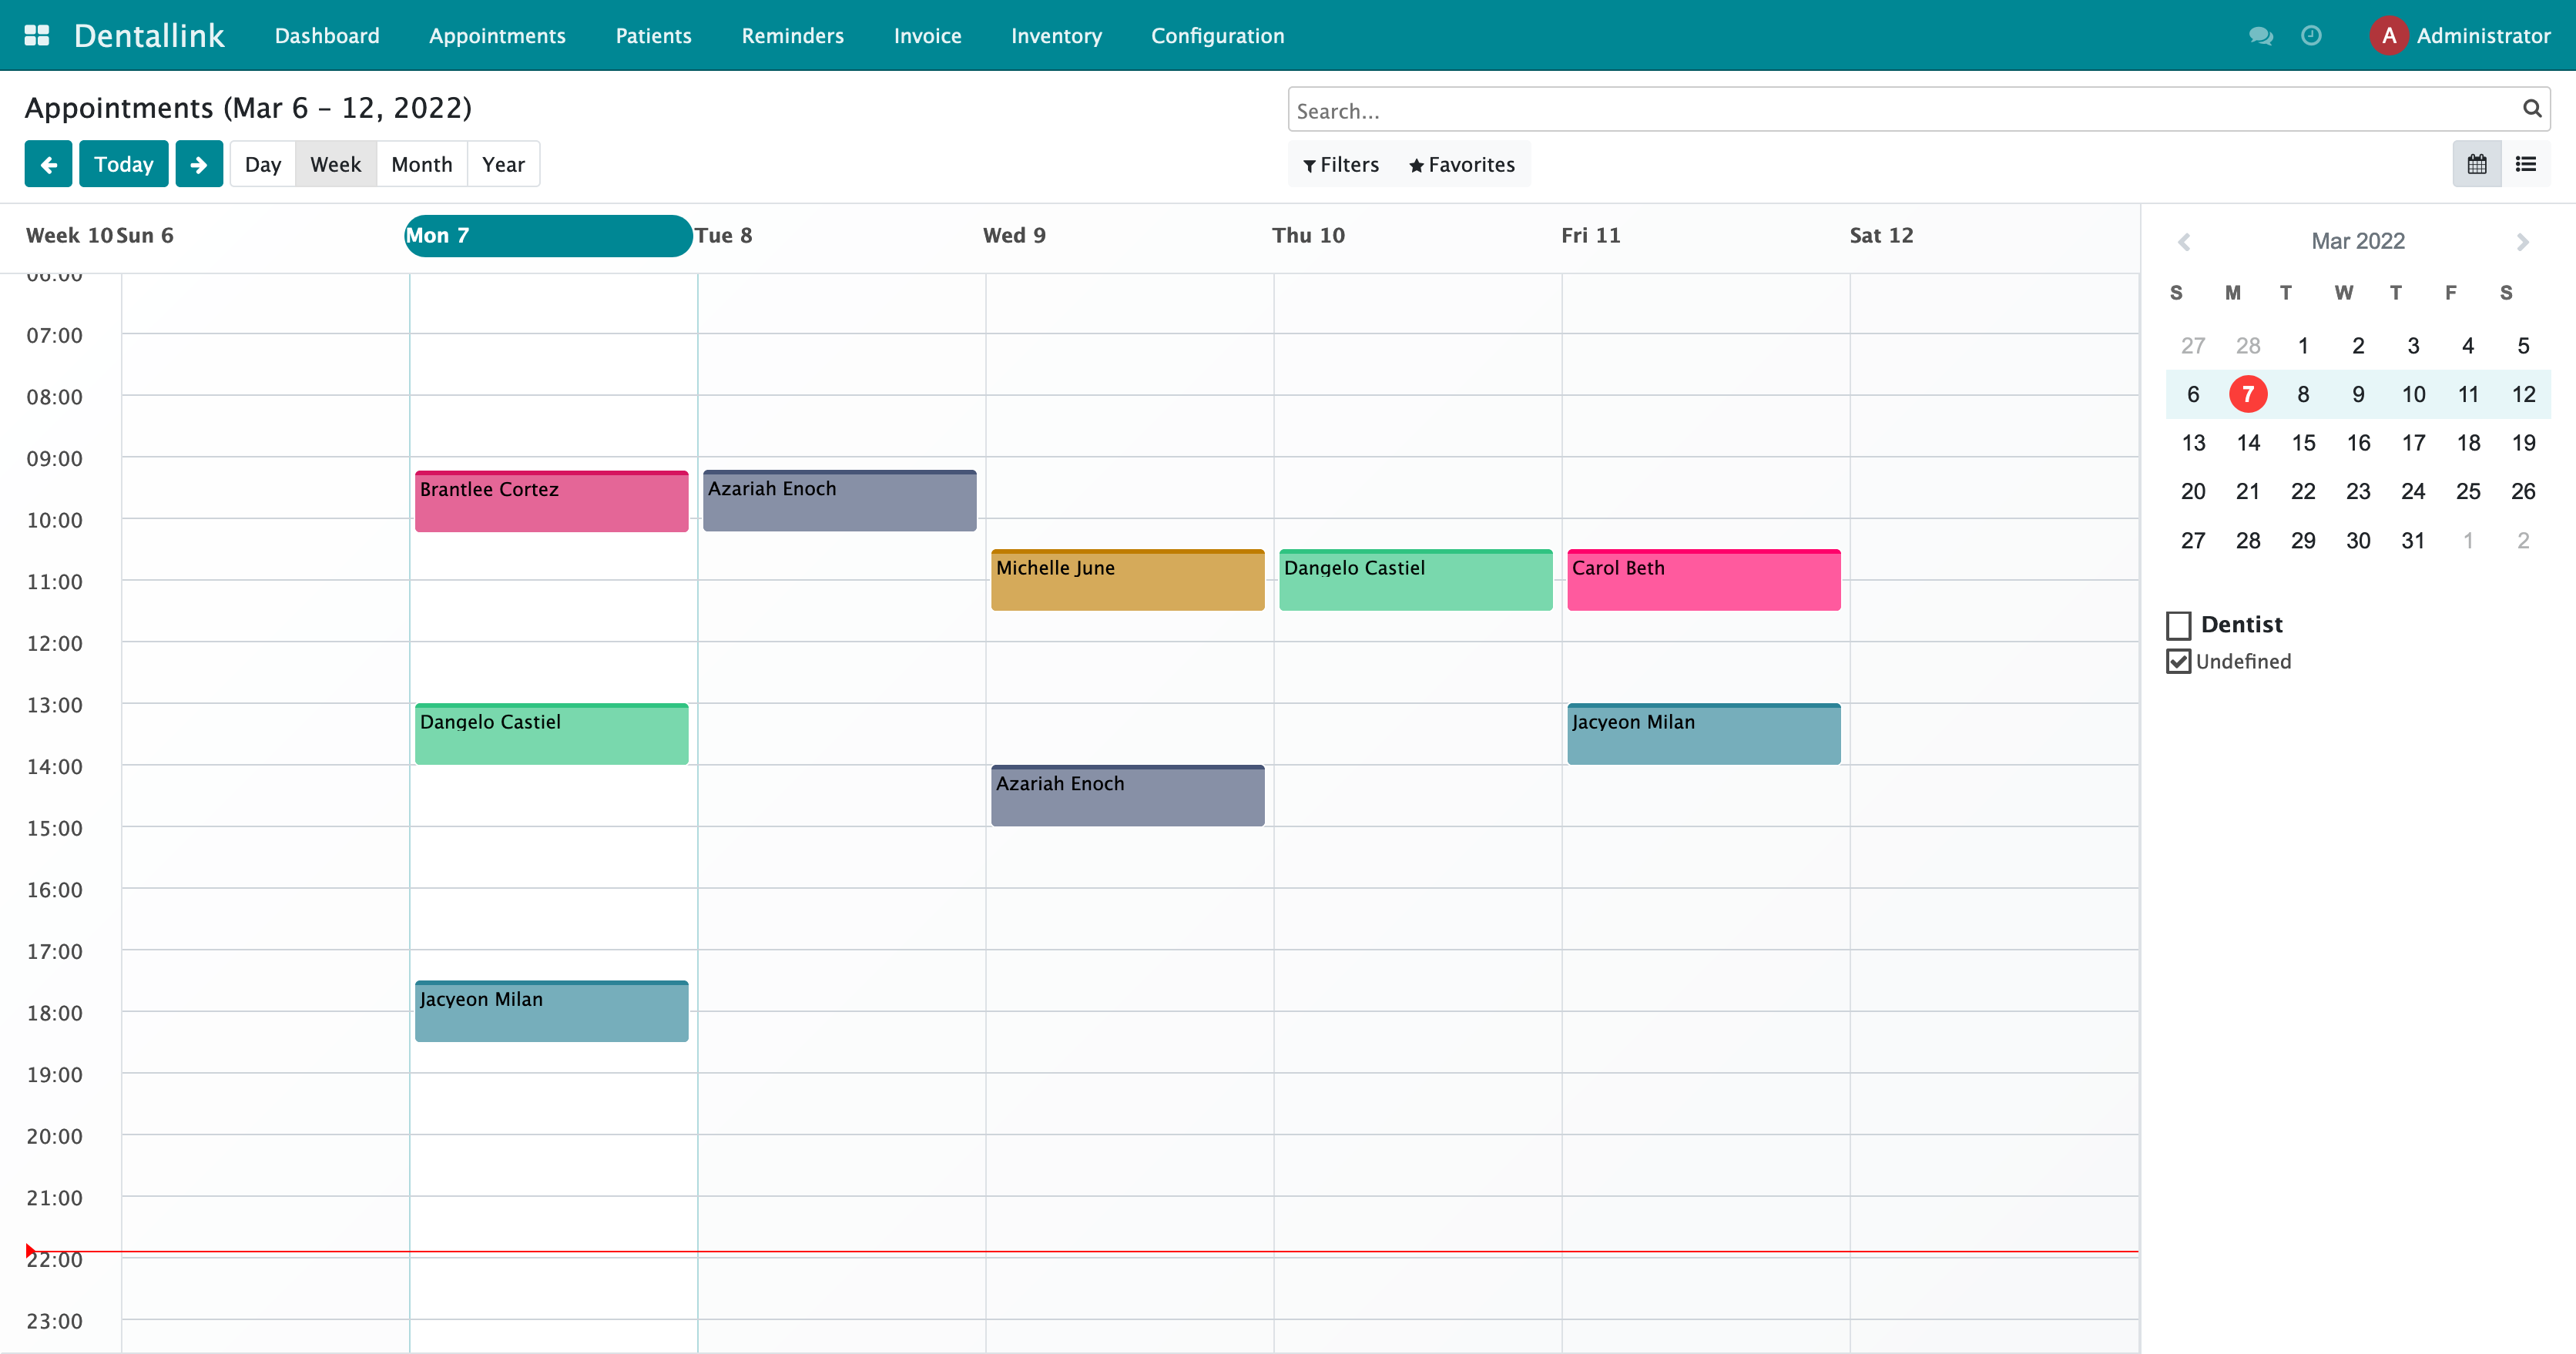 Dentallink Dashboard Appointments Patients Reminders Invoice Inventory Configuration A Administrator
Appointments (Mar 6 – 12, 2022)
Search...
Today Day Week Month Year Filters Favorites
Week 10 Sun 6 Mon 7 Tue 8 Wed 9 Thu 10 Fri 11 Sat 12
06:00
07:00
08:00
09:00
Brantlee Cortez Azariah Enoch
10:00
Michelle June Dangelo Castiel Carol Beth
11:00
12:00
13:00
Dangelo Castiel Jacyeon Milan
14:00
Azariah Enoch
15:00
16:00
17:00
Jacyeon Milan
18:00
19:00
20:00
21:00
22:00
23:00
Mar 2022
S M T W T F S
27 28 1 2 3 4 5
6 7 8 9 10 11 12
13 14 15 16 17 18 19
20 21 22 23 24 25 26
27 28 29 30 31 1 2
Dentist
Undefined